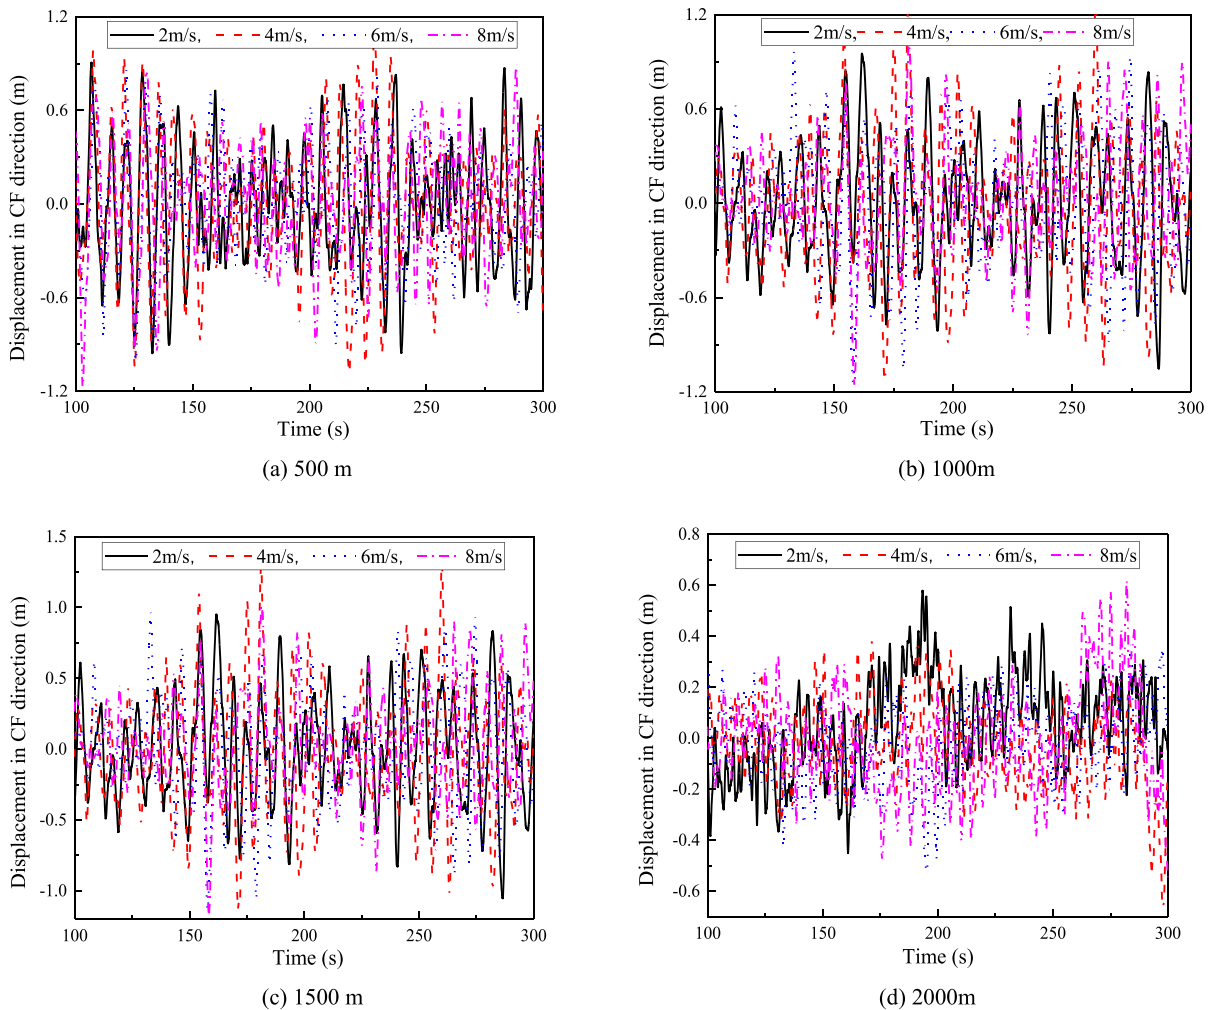 1.2
0.6
0.0
-0.6
-1.2
2m/s, 4m/s, 6m/s, 8m/s
Displacement in CF direction (m)
100 150 200 250 300
Time (s)
(a) 500 m
1.2
0.6
0.0
-0.6
-1.2
2m/s, 4m/s, 6m/s, 8m/s
Displacement in CF direction (m)
100 150 200 250 300
Time (s)
(b) 1000m
1.5
1.0
0.5
0.0
-0.5
-1.0
2m/s, 4m/s, 6m/s, 8m/s
Displacement in CF direction (m)
100 150 200 250 300
Time (s)
(c) 1500 m
0.8
0.6
0.4
0.2
0.0
-0.2
-0.4
-0.6
2m/s, 4m/s, 6m/s, 8m/s
Displacement in CF direction (m)
100 150 200 250 300
Time (s)
(d) 2000m